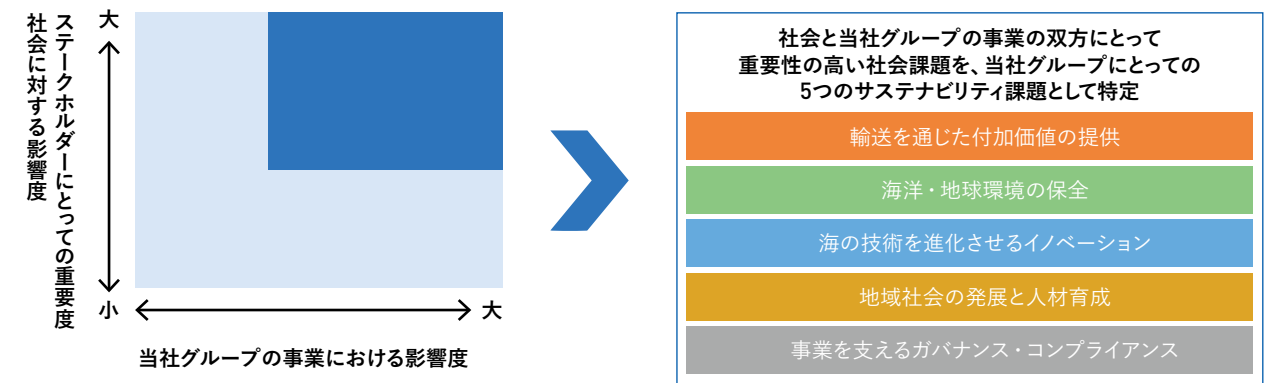 ステークホルダーにとっての重要度
社会に対する影響度
大
小
大
当社グループの事業における影響度
社会と当社グループの事業の双方にとって
重要性の高い社会課題を、当社グループにとっての
5つのサステナビリティ課題として特定
輸送を通じた付加価値の提供
海洋・地球環境の保全
海の技術を進化させるイノベーション
地域社会の発展と人材育成
事業を支えるガバナンス・コンプライアンス